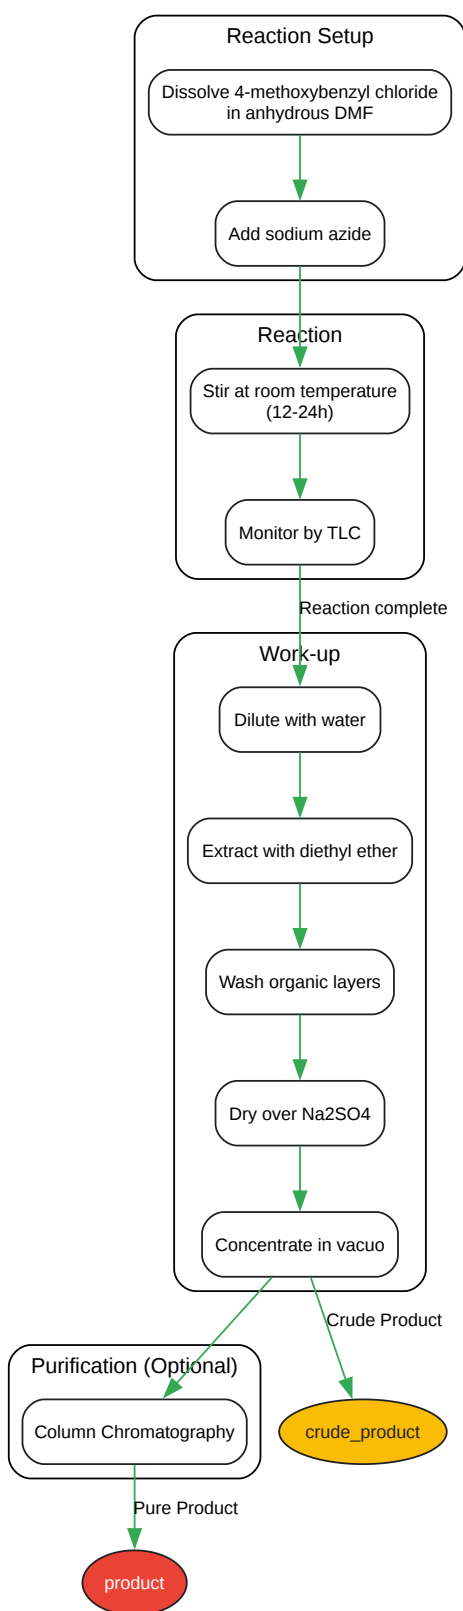 Reaction Setup
Dissolve 4-methoxybenzyl chloride
in anhydrous DMF
Add sodium azide
Reaction
Stir at room temperature
(12-24h)
Monitor by TLC
Reaction complete
Work-up
Dilute with water
Extract with diethyl ether
Wash organic layers
Dry over Na2SO4
Concentrate in vacuo
Crude Product
Purification (Optional)
Column Chromatography
crude_product
Pure Product
product